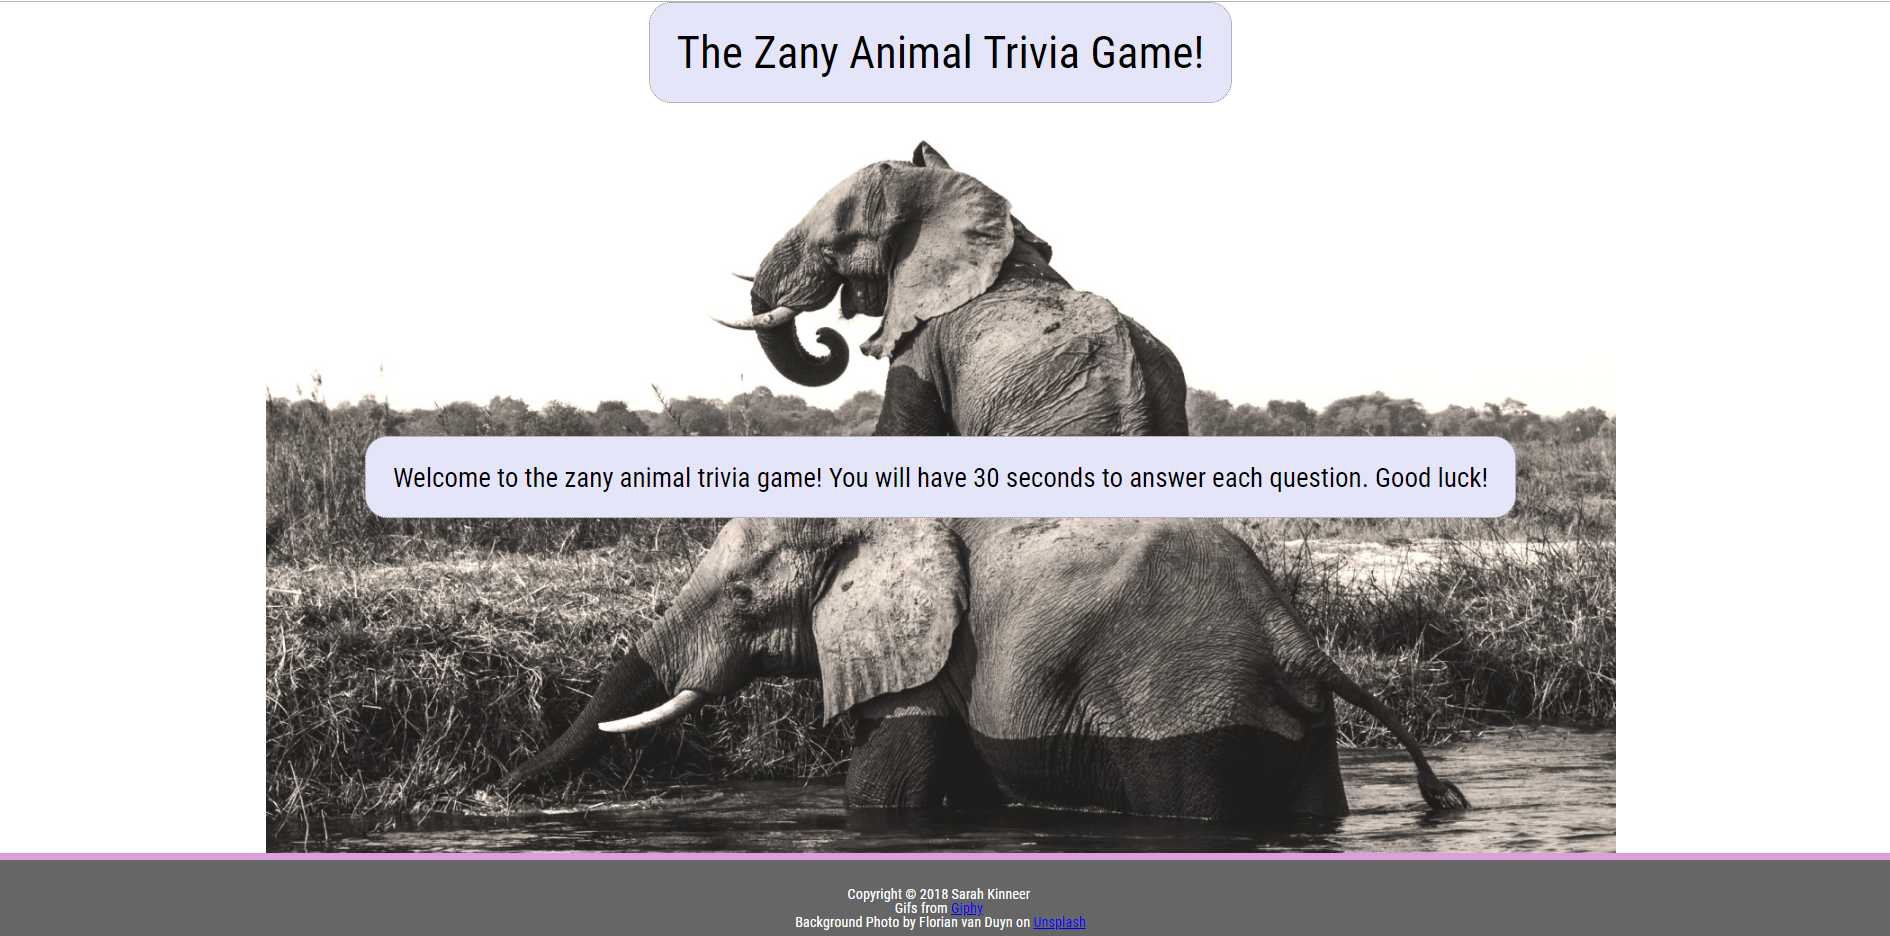 The Zany Animal Trivia Game!
Welcome to the zany animal trivia game! You will have 30 seconds to answer each question. Good luck!
Copyright © 2018 Sarah Kinneer
Gifs from Giphy
Background Photo by Florian van Duyn on Unsplash